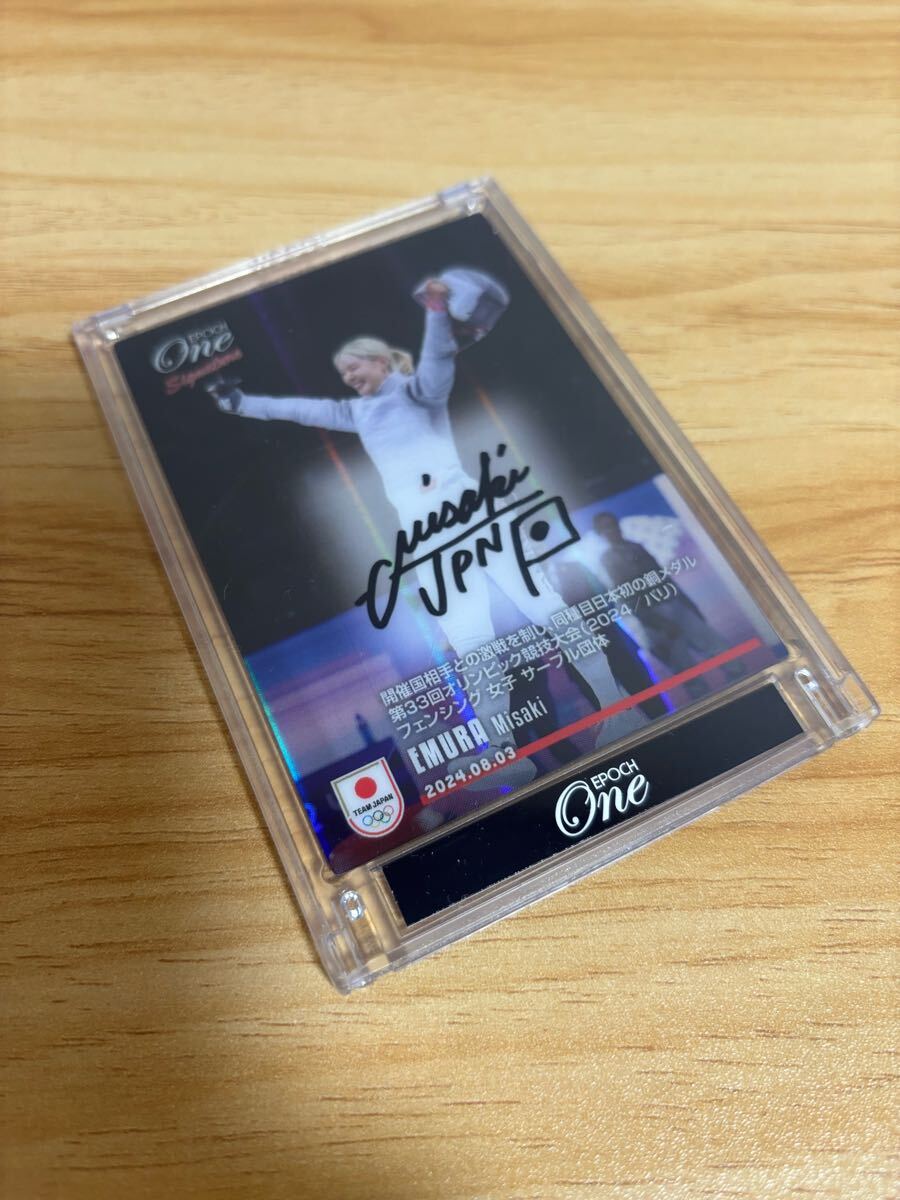 EPOCH
One
Signature
Misaki
JPN
開催国相手との激戦を制し、同種目日本初の銅メダル
第33回オリンピック競技大会(2024／パリ)
フェンシング 女子 サーブル団体
EMURA Misaki
2024.08.03
TEAM JAPAN
EPOCH
One